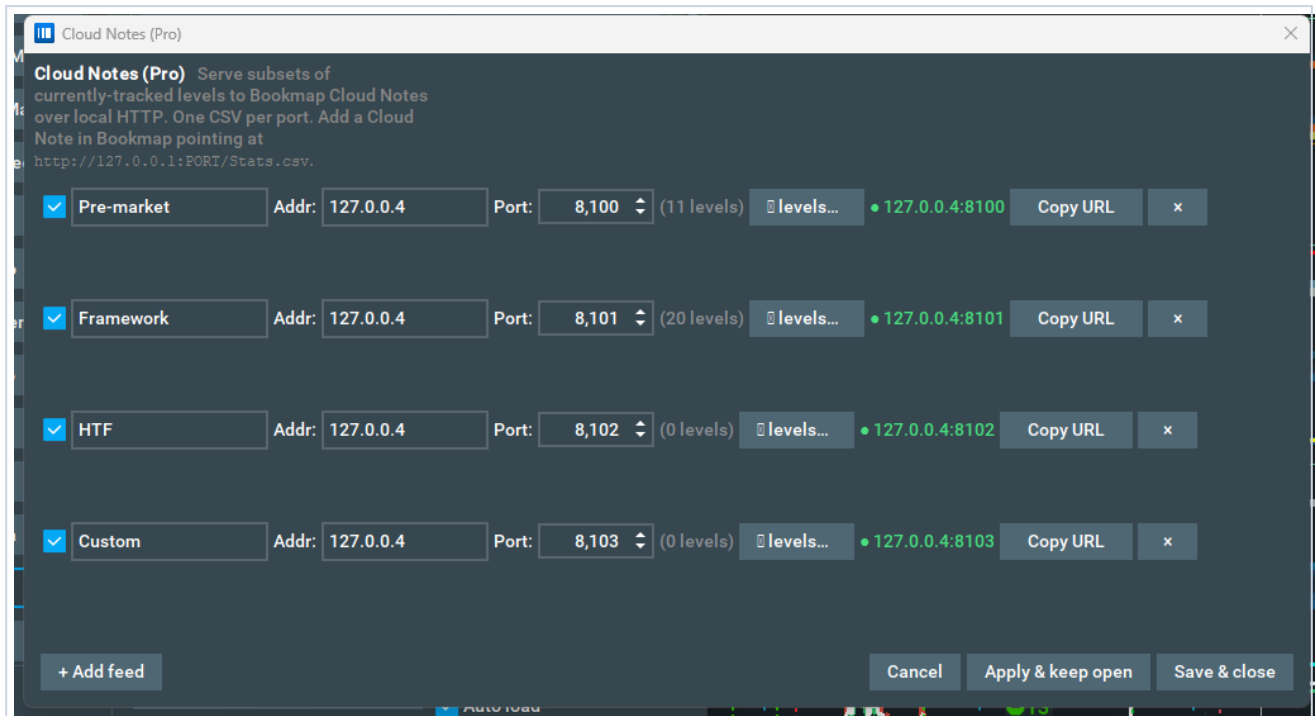 Cloud Notes (Pro)
Cloud Notes (Pro) Serve subsets of
currently-tracked levels to Bookmap Cloud Notes
over local HTTP. One CSV per port. Add a Cloud
Note in Bookmap pointing at
http://127.0.0.1:PORT/Stats.csv.
Pre-market Addr: 127.0.0.4 Port: 8,100 (11 levels) levels... ● 127.0.0.4:8100 Copy URL ×
Framework Addr: 127.0.0.4 Port: 8,101 (20 levels) levels... ● 127.0.0.4:8101 Copy URL ×
HTF Addr: 127.0.0.4 Port: 8,102 (0 levels) levels... ● 127.0.0.4:8102 Copy URL ×
Custom Addr: 127.0.0.4 Port: 8,103 (0 levels) levels... ● 127.0.0.4:8103 Copy URL ×
+ Add feed Cancel Apply & keep open Save & close
Auto load